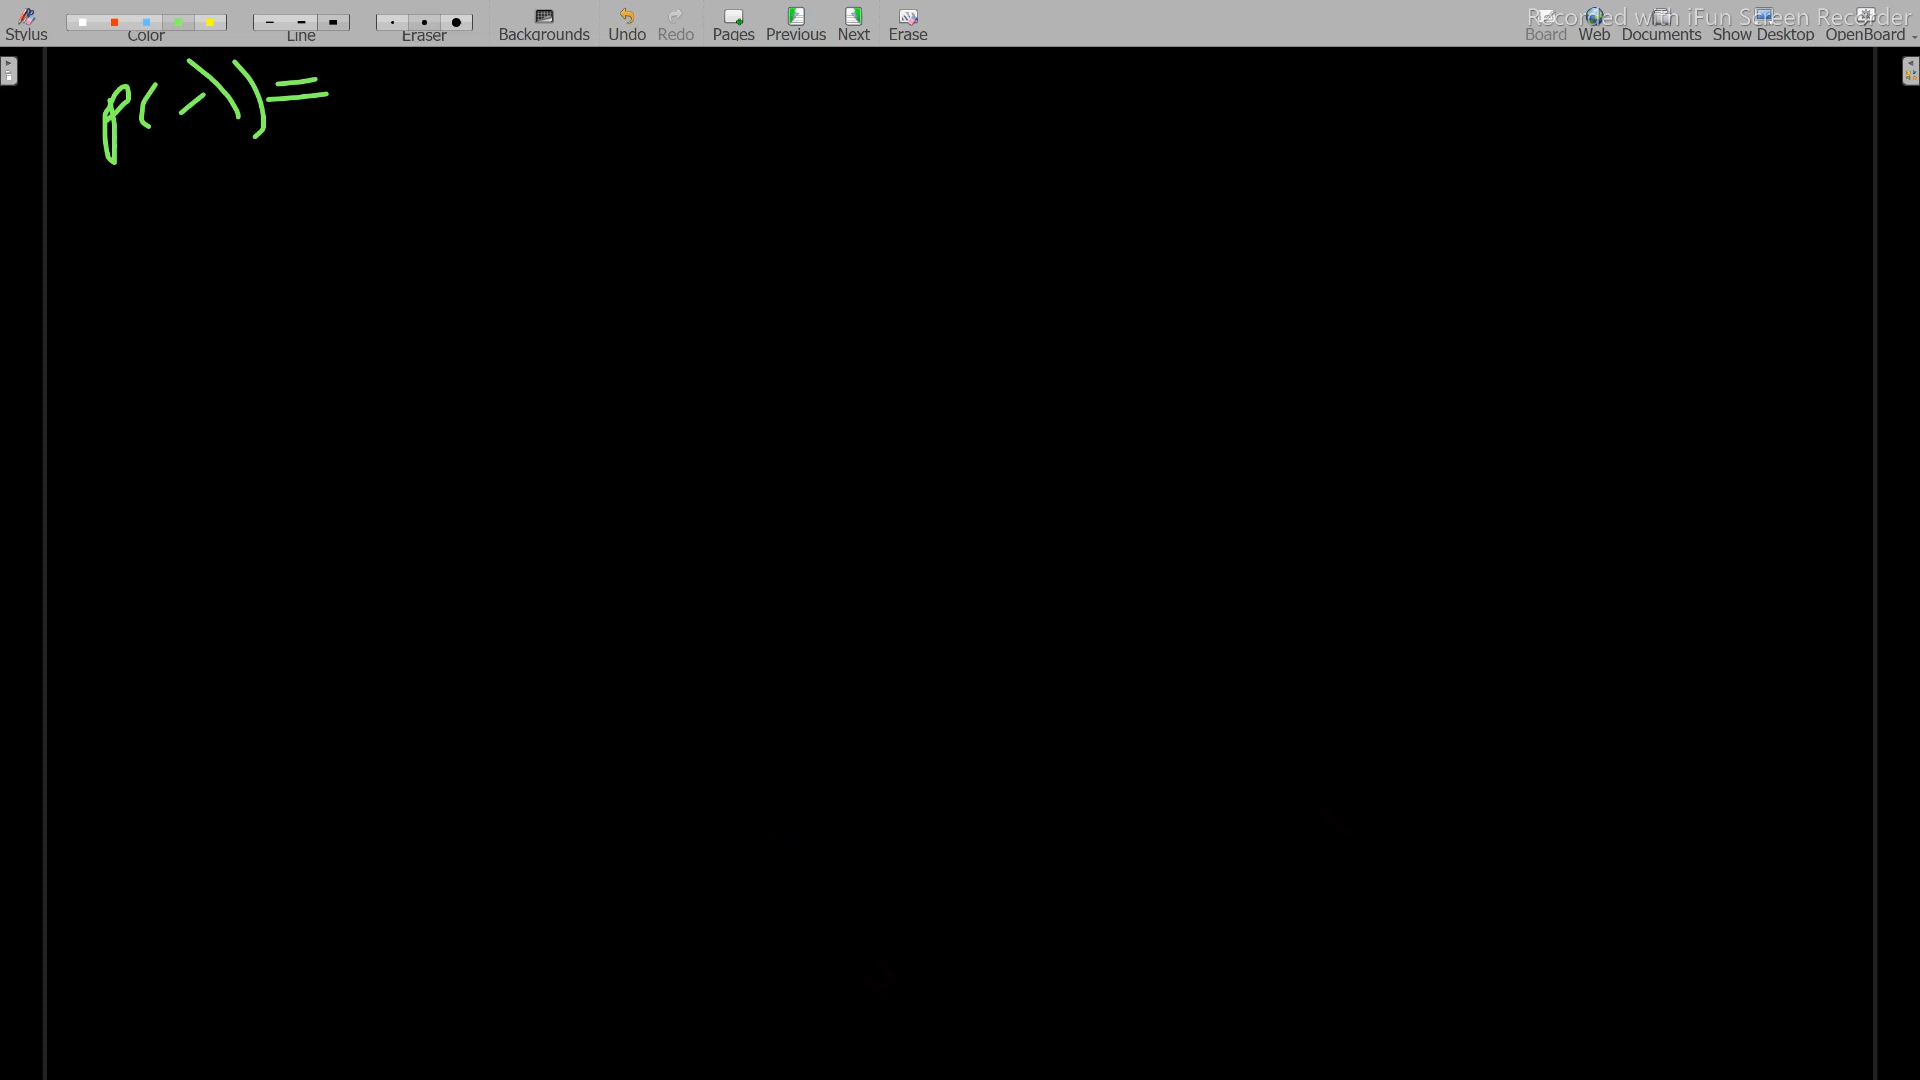 Recorded with iFun Screen Recorder
Stylus Color Line Eraser Backgrounds Undo Redo Pages Previous Next Erase Board Web Documents Show Desktop OpenBoard
p(λ)=